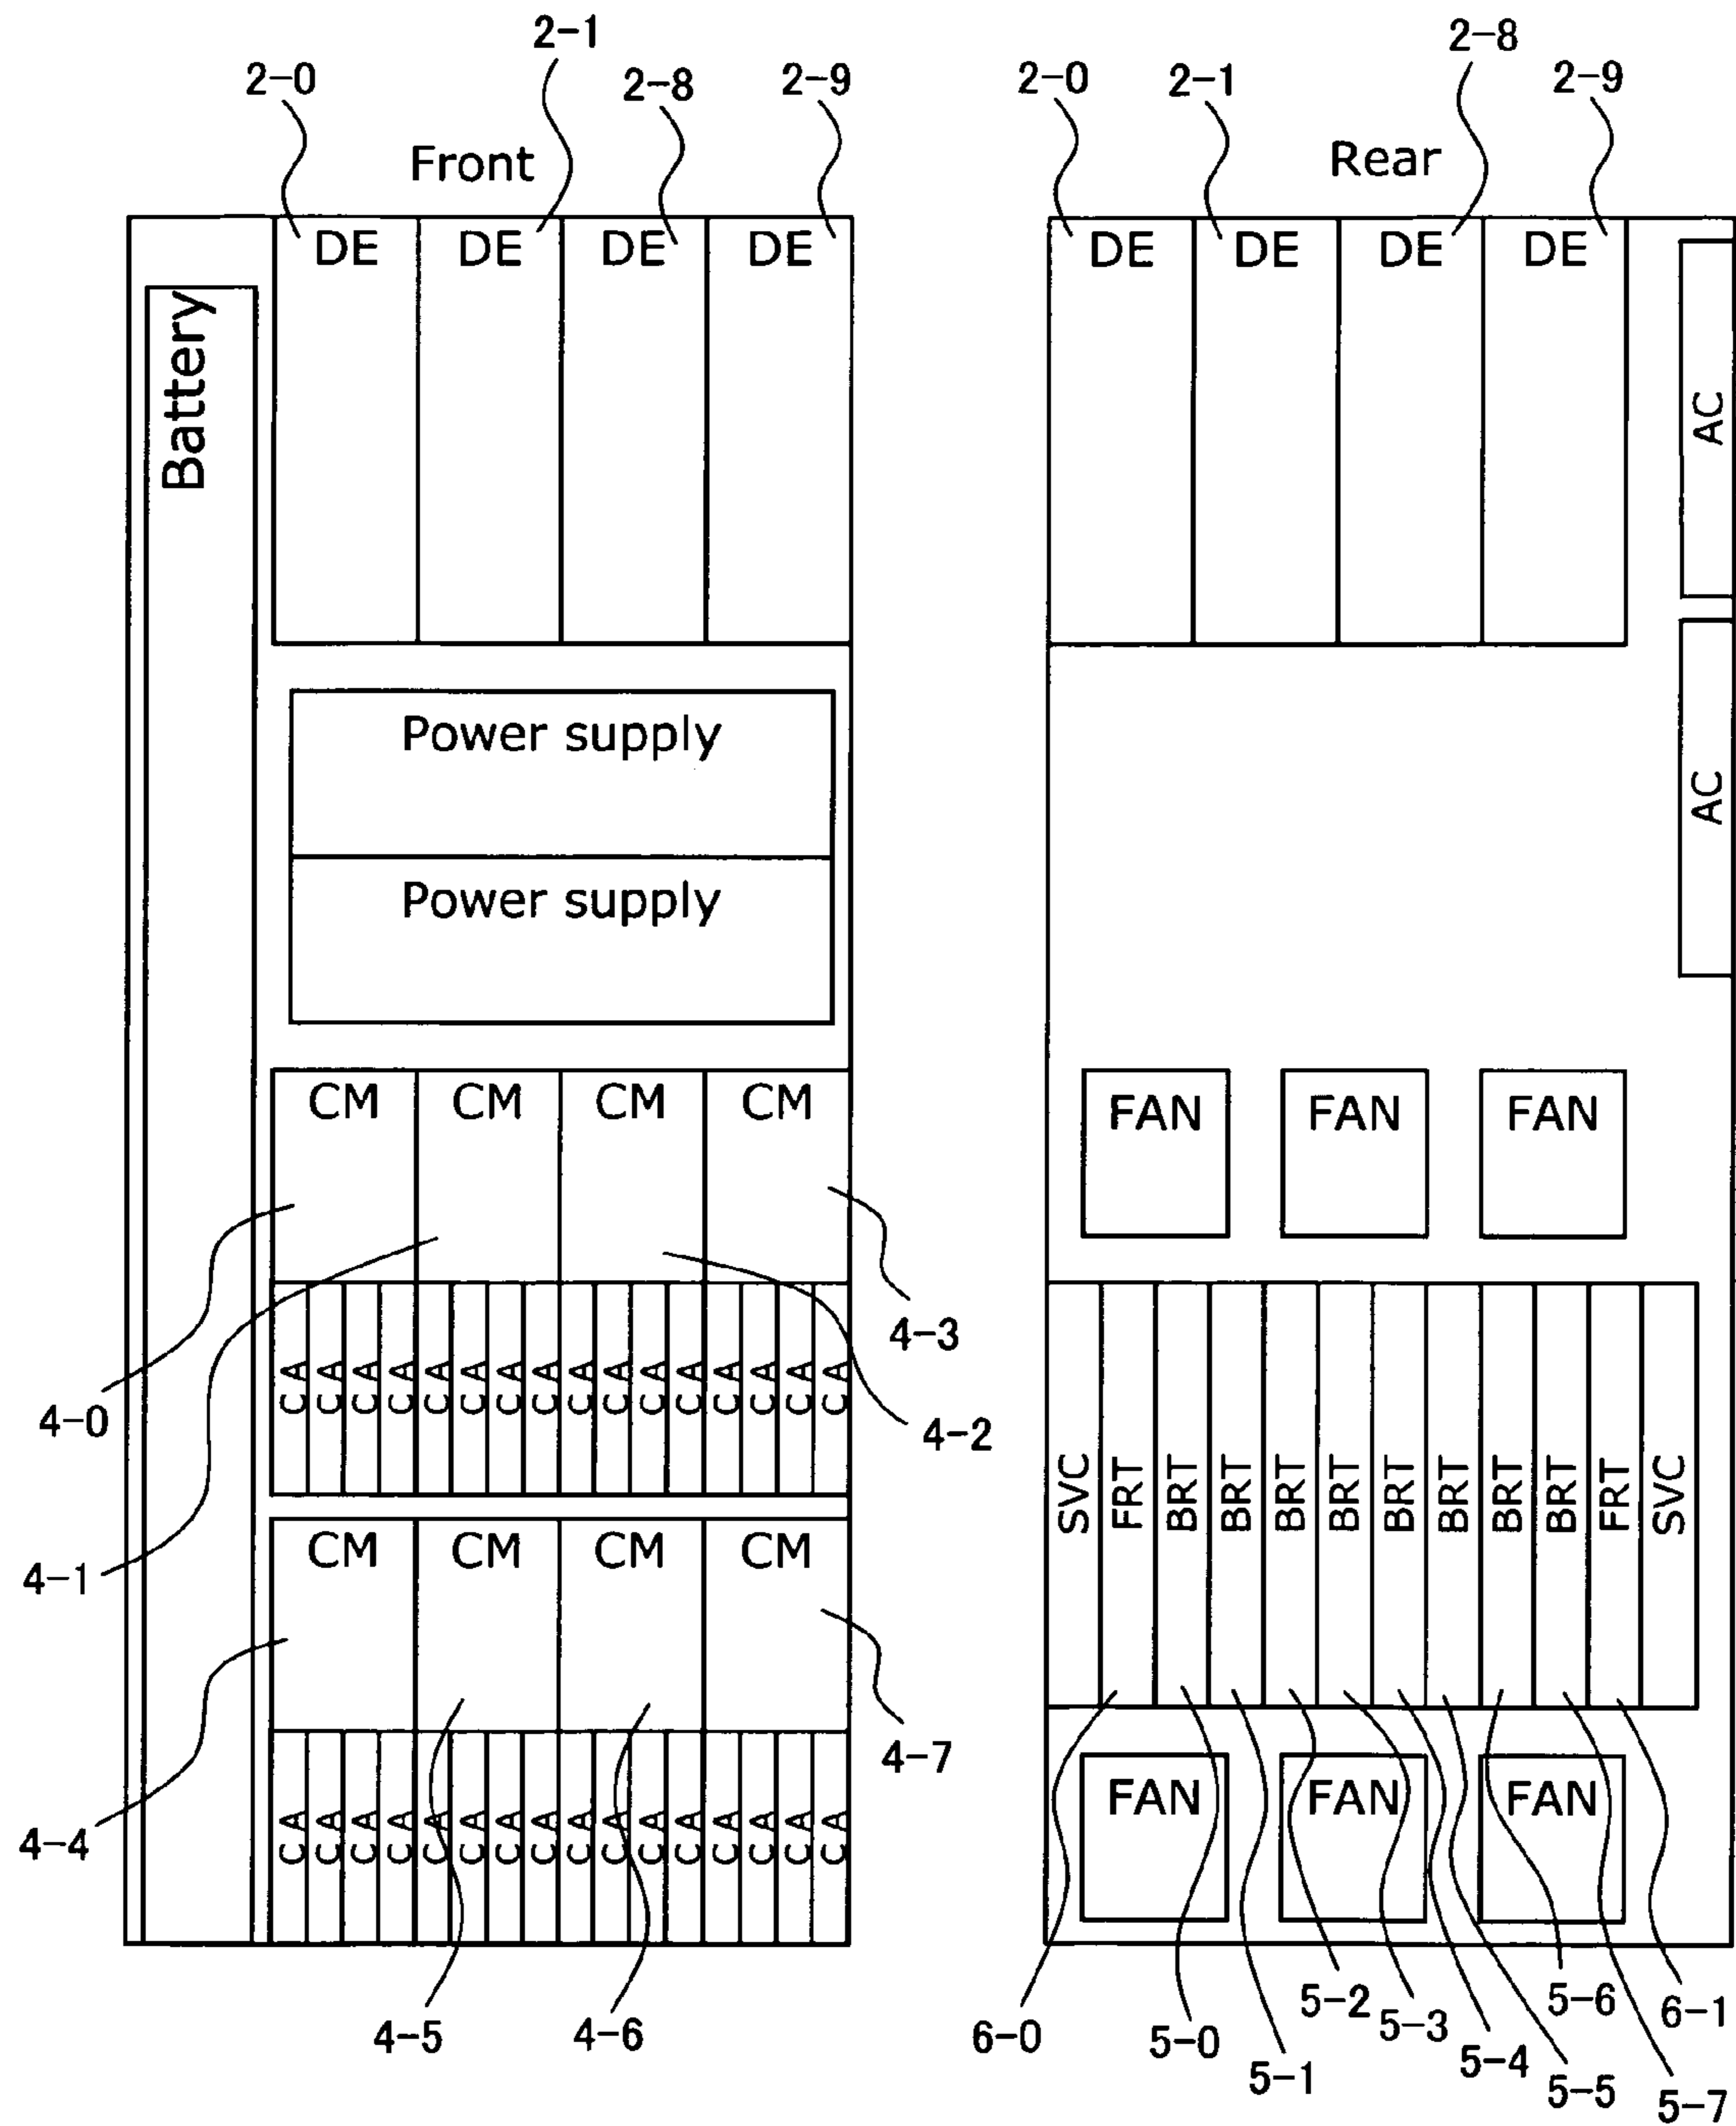 2-0 2-1 2-8 2-9
Front
DE DE DE DE
Battery
Power supply
Power supply
CM CM CM CM
4-0
4-1
4-2
4-3
CA CA CA CA CA CA CA CA CA CA CA CA CA CA CA CA
CM CM CM CM
4-4
4-7
CA CA CA CA CA CA CA CA CA CA CA CA CA CA CA CA
4-5 4-6
2-0 2-1 2-8 2-9
Rear
DE DE DE DE
AC
AC
FAN FAN FAN
SVC FRT BRT BRT BRT BRT BRT BRT BRT BRT FRT SVC
FAN FAN FAN
6-0 5-0 5-1 5-2 5-3 5-4 5-5 5-6 5-7 6-1